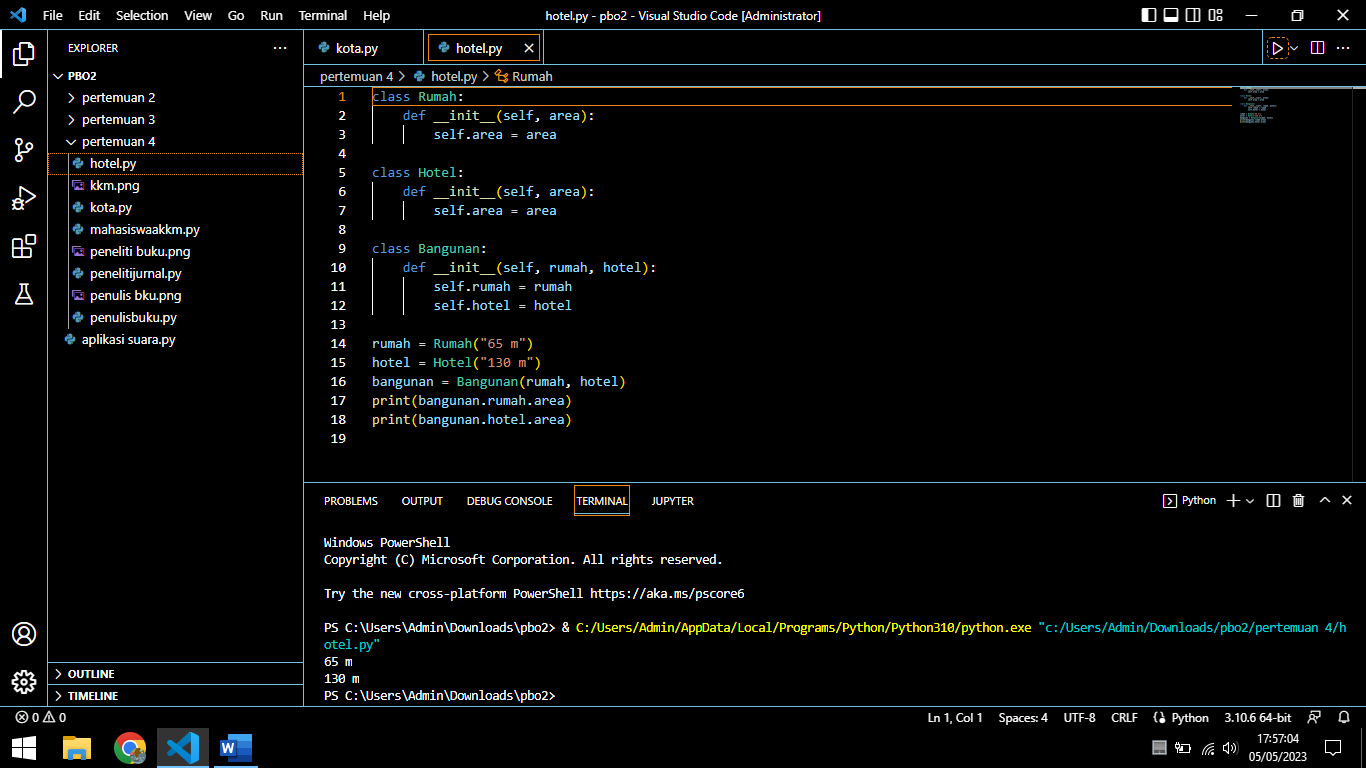 File Edit Selection View Go Run Terminal Help hotel.py - pbo2 - Visual Studio Code [Administrator]
EXPLORER
kota.py hotel.py
PBO2
pertemuan 2
pertemuan 3
pertemuan 4
hotel.py
kkm.png
kota.py
mahasiswaakkm.py
peneliti buku.png
penelitijurnal.py
penulis bku.png
penulisbuku.py
aplikasi suara.py
OUTLINE
TIMELINE
pertemuan 4 > hotel.py > Rumah
1 class Rumah:
2     def __init__(self, area):
3         self.area = area
4
5 class Hotel:
6     def __init__(self, area):
7         self.area = area
8
9 class Bangunan:
10     def __init__(self, rumah, hotel):
11         self.rumah = rumah
12         self.hotel = hotel
13
14 rumah = Rumah("65 m")
15 hotel = Hotel("130 m")
16 bangunan = Bangunan(rumah, hotel)
17 print(bangunan.rumah.area)
18 print(bangunan.hotel.area)
19
PROBLEMS OUTPUT DEBUG CONSOLE TERMINAL JUPYTER Python
Windows PowerShell
Copyright (C) Microsoft Corporation. All rights reserved.
Try the new cross-platform PowerShell https://aka.ms/pscore6
PS C:\Users\Admin\Downloads\pbo2> & C:/Users/Admin/AppData/Local/Programs/Python/Python310/python.exe "c:/Users/Admin/Downloads/pbo2/pertemuan 4/h
otel.py"
65 m
130 m
PS C:\Users\Admin\Downloads\pbo2>
0 0 Ln 1, Col 1 Spaces: 4 UTF-8 CRLF Python 3.10.6 64-bit
17:57:04
05/05/2023